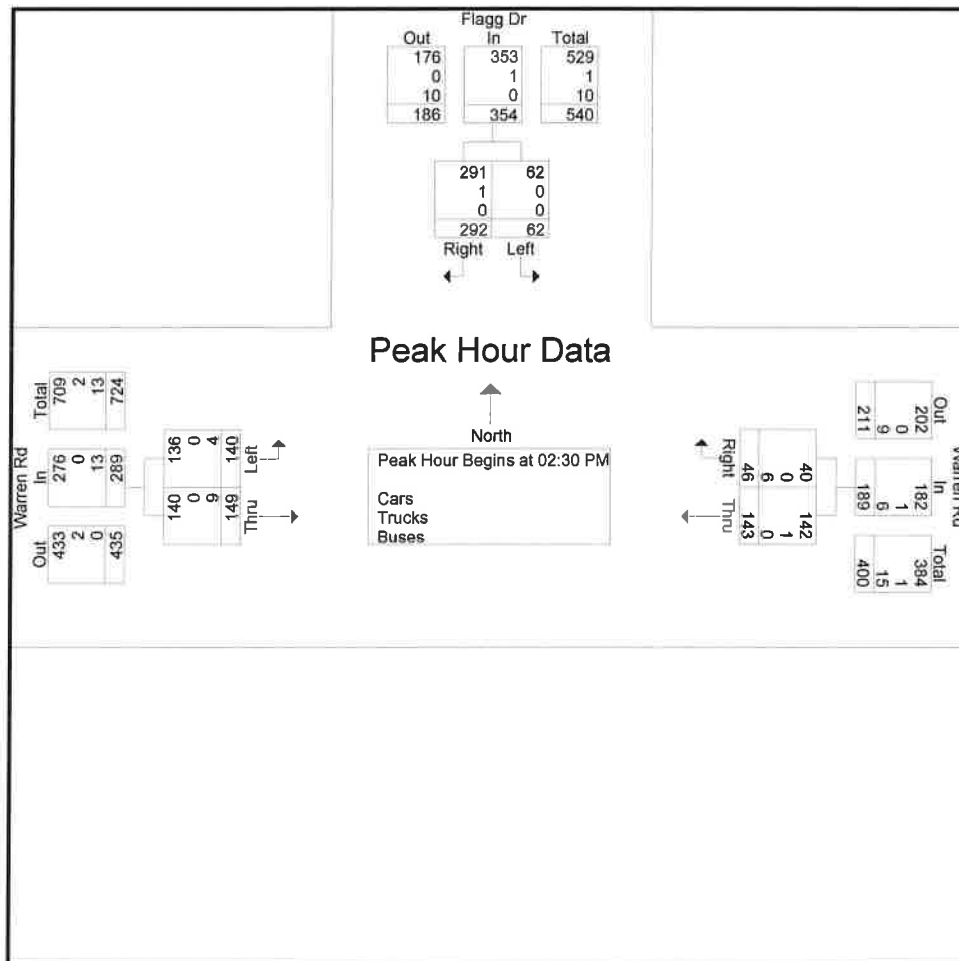 Flagg Dr
Out In Total
176 353 529
0 1 1
10 0 10
186 354 540
291 62
1 0
0 0
292 62
Right Left
Peak Hour Data
North
Peak Hour Begins at 02:30 PM
Cars
Trucks
Buses
Warren Rd
Total In Out
709 276 433
2 0 2
13 13 0
724 289 435
136 140
0 0
4 9
140 149
Left Thru
Warren Rd
Out In Total
202 182 384
0 1 1
9 6 15
211 189 400
40 142
0 1
6 0
46 143
Right Thru